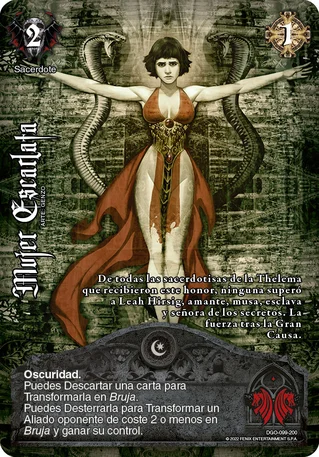 2
1
Sacerdote
Mujer Escarlata
ARTE: GENZO
De todas las sacerdotisas de la Thelema
que recibieron este honor, ninguna superó
a Leah Hirsig, amante, musa, esclava
y señora de los secretos. La
fuerza tras la Gran
Causa.
Oscuridad.
Puedes Descartar una carta para
Transformarla en Bruja.
Puedes Desterrarla para Transformar un
Aliado oponente de coste 2 o menos en
Bruja y ganar su control.
DGO-099-200
© 2022 FENIX ENTERTAINMENT S.P.A.